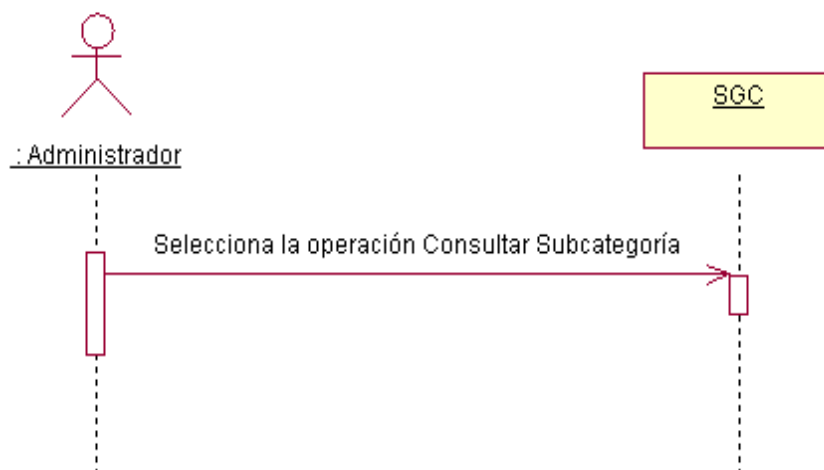 SGC
: Administrador
Selecciona la operación Consultar Subcategoría